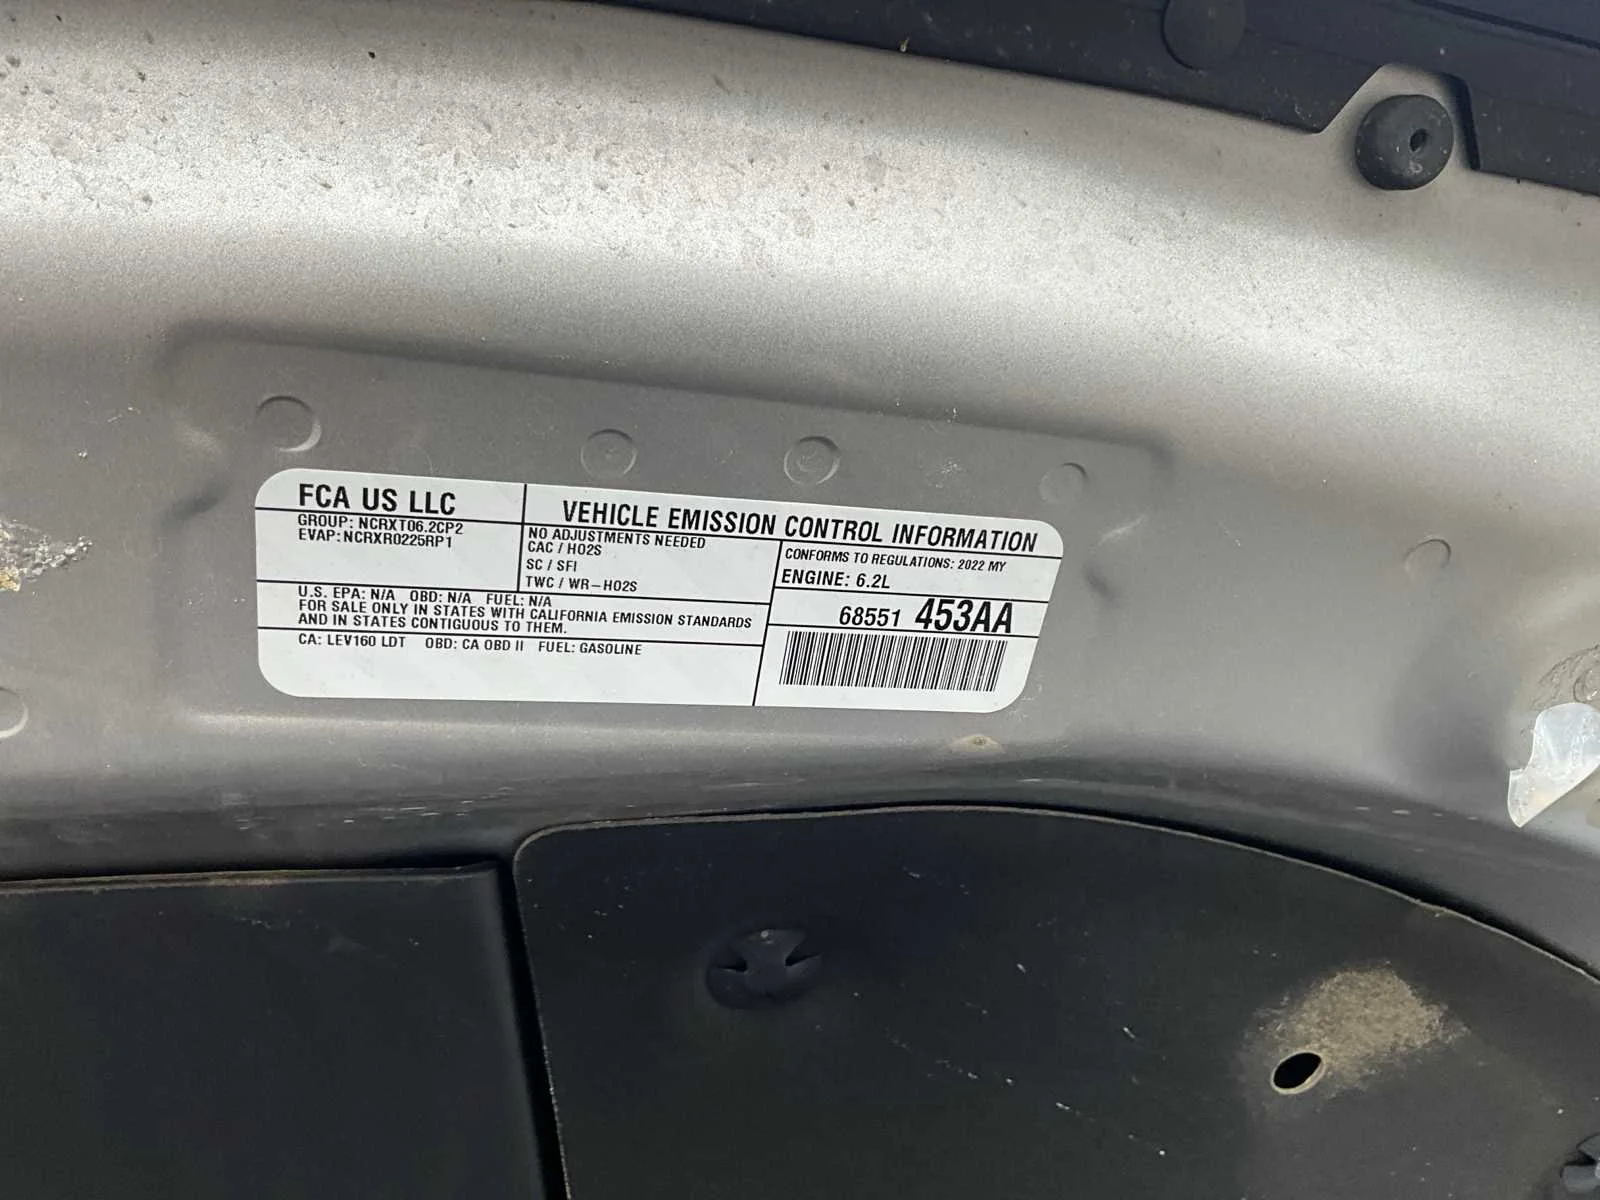 FCA US LLC
VEHICLE EMISSION CONTROL INFORMATION
GROUP: NCRXT06.2CP2
EVAP: NCRXR0225RP1
NO ADJUSTMENTS NEEDED
CAC / HO2S
SC / SFI
TWC / WR-HO2S
CONFORMS TO REGULATIONS: 2022 MY
ENGINE: 6.2L
U.S. EPA: N/A OBD: N/A FUEL: N/A
FOR SALE ONLY IN STATES WITH CALIFORNIA EMISSION STANDARDS
AND IN STATES CONTIGUOUS TO THEM.
68551 453AA
CA: LEV160 LDT OBD: CA OBD II FUEL: GASOLINE